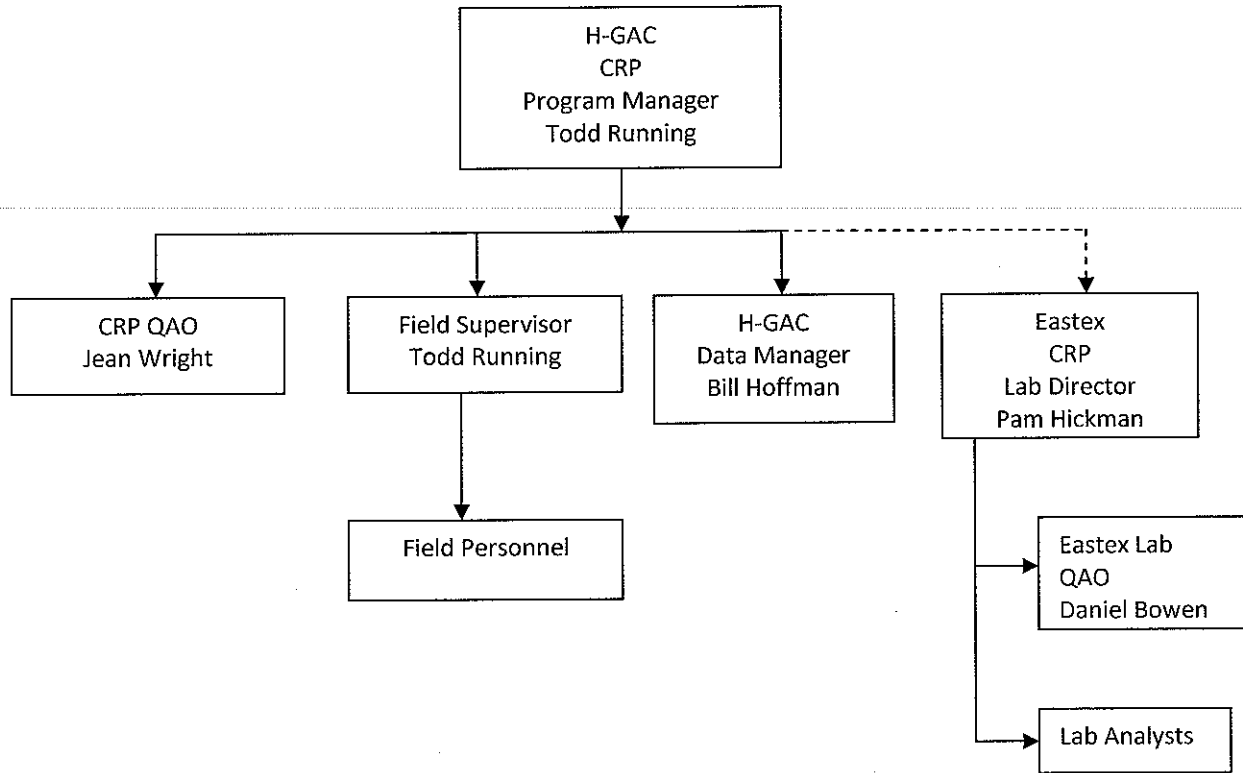 H-GAC
CRP
Program Manager
Todd Running
CRP QAO
Jean Wright
Field Supervisor
Todd Running
H-GAC
Data Manager
Bill Hoffman
Eastex
CRP
Lab Director
Pam Hickman
Field Personnel
Eastex Lab
QAO
Daniel Bowen
Lab Analysts